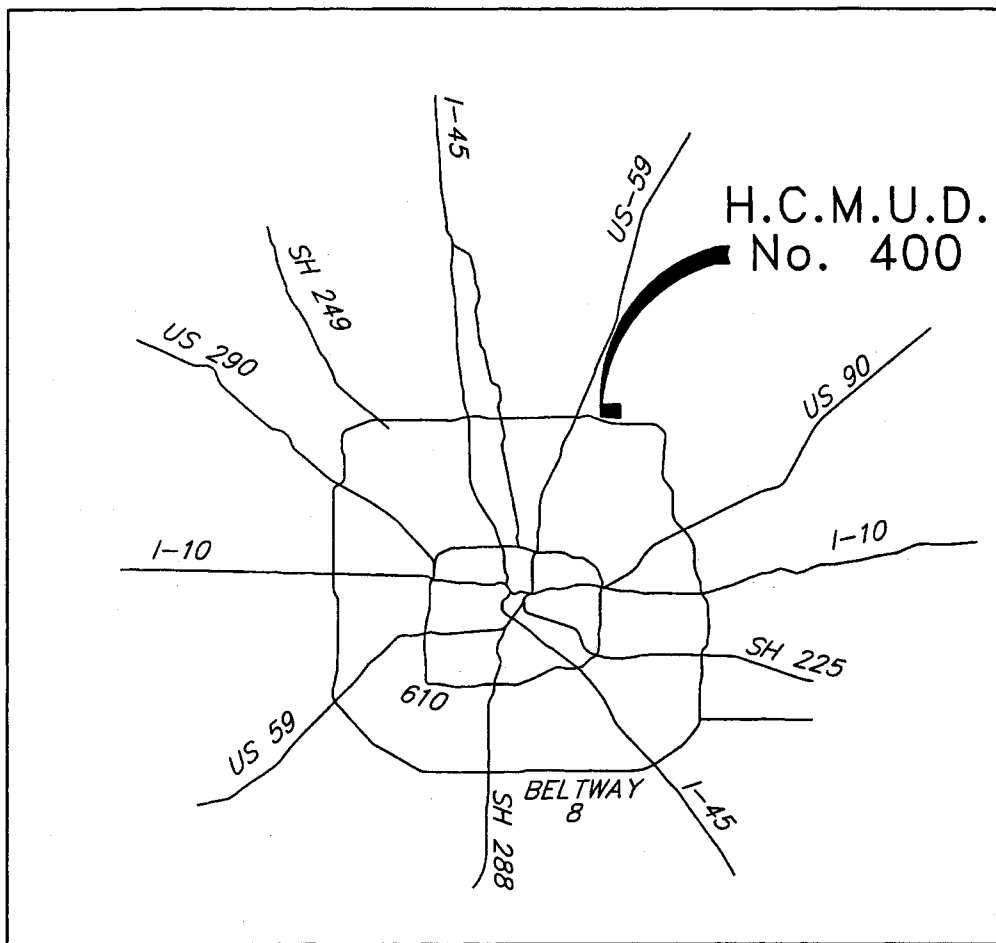 I-45
US-59
H.C.M.U.D.
No. 400
SH 249
US 290
US 90
I-10
I-10
SH 225
610
US 59
BELTWAY
8
I-45
SH 288